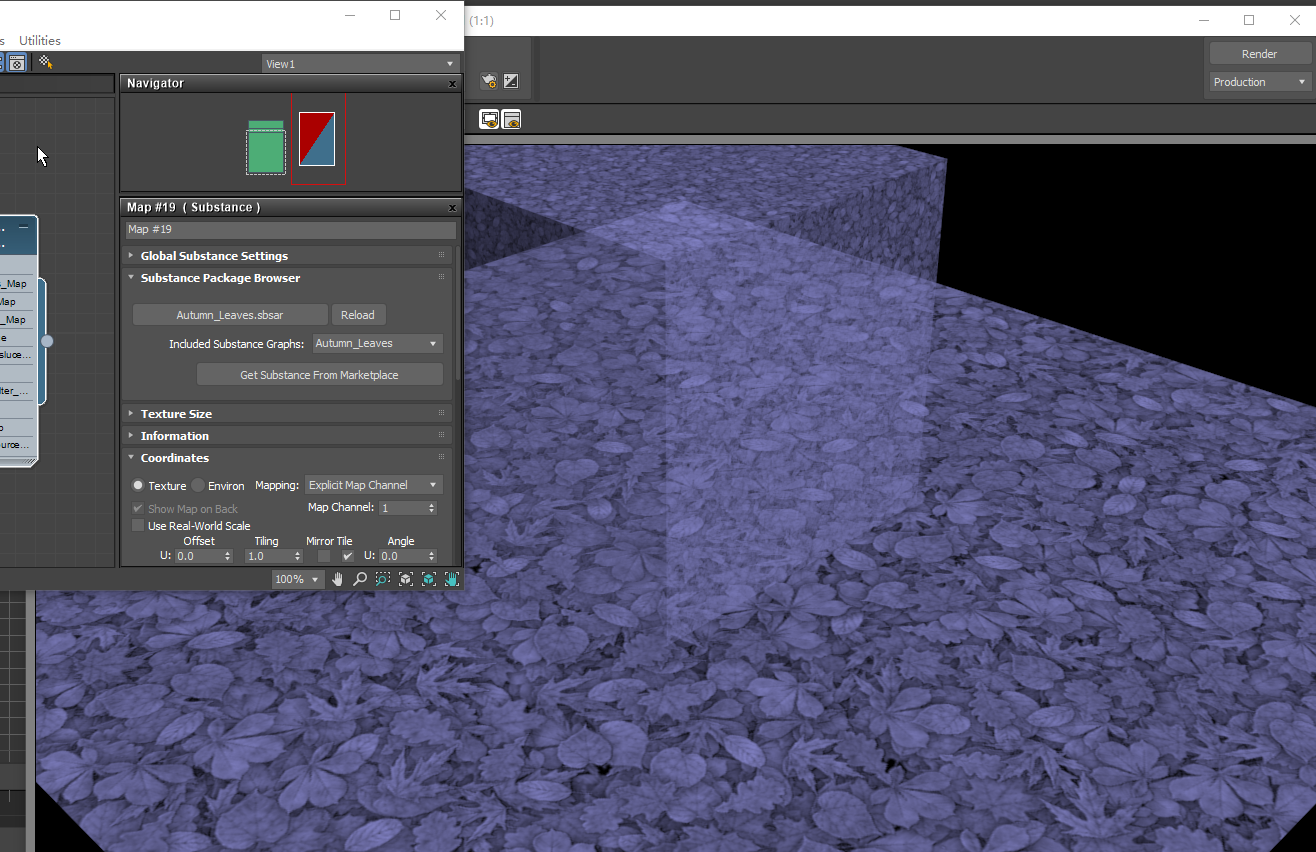 (1:1)
s Utilities
View1
Render
Production
Navigator
Map #19 ( Substance )
Map #19
Global Substance Settings
Substance Package Browser
Autumn_Leaves.sbsar
Reload
Included Substance Graphs:
Autumn_Leaves
Get Substance From Marketplace
Texture Size
Information
Coordinates
Texture
Environ
Mapping:
Explicit Map Channel
Show Map on Back
Map Channel:
1
Use Real-World Scale
Offset
Tiling
Mirror Tile
Angle
U:
0.0
1.0
U:
0.0
100%
_Map
Map
_Map
e
sluce...
lter_...
o
ource...